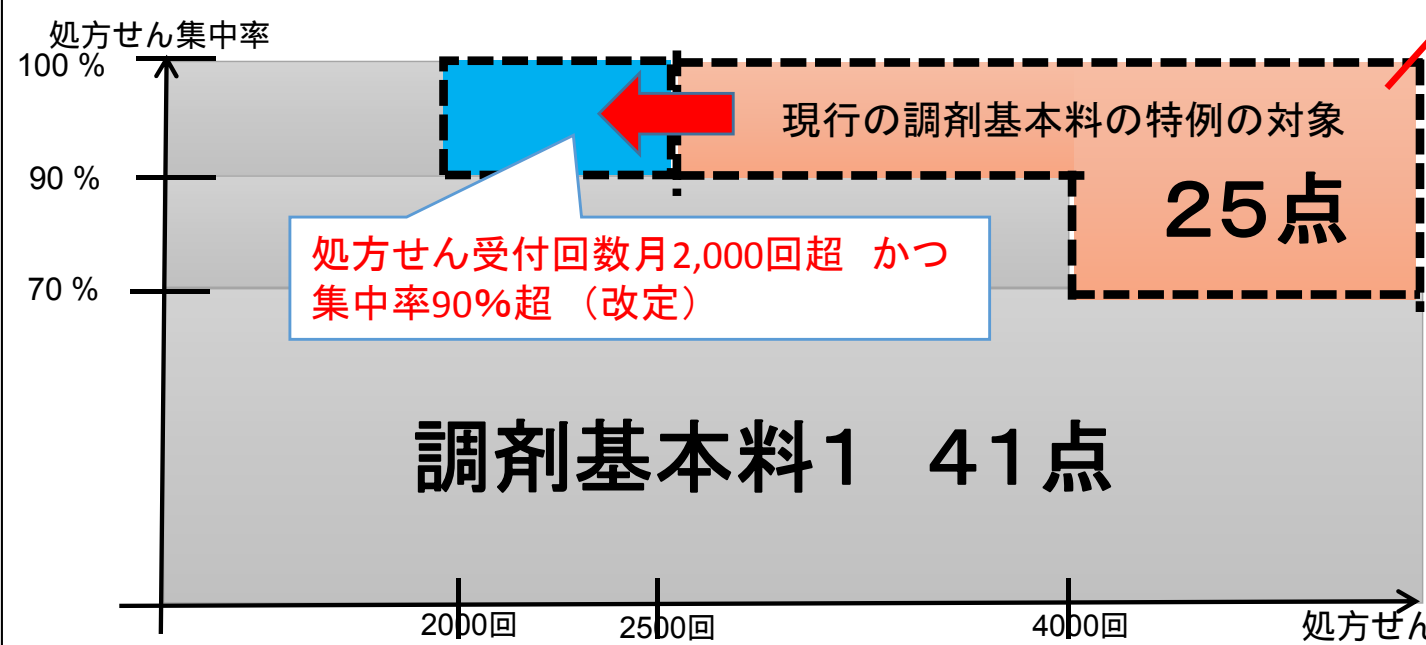 処方せん集中率
100 %
現行の調剤基本料の特例の対象
90 %
25点
処方せん受付回数月2,000回超　かつ
集中率90%超　（改定）
70 %
調剤基本料1　41点
2000回
2500回
4000回
処方せん